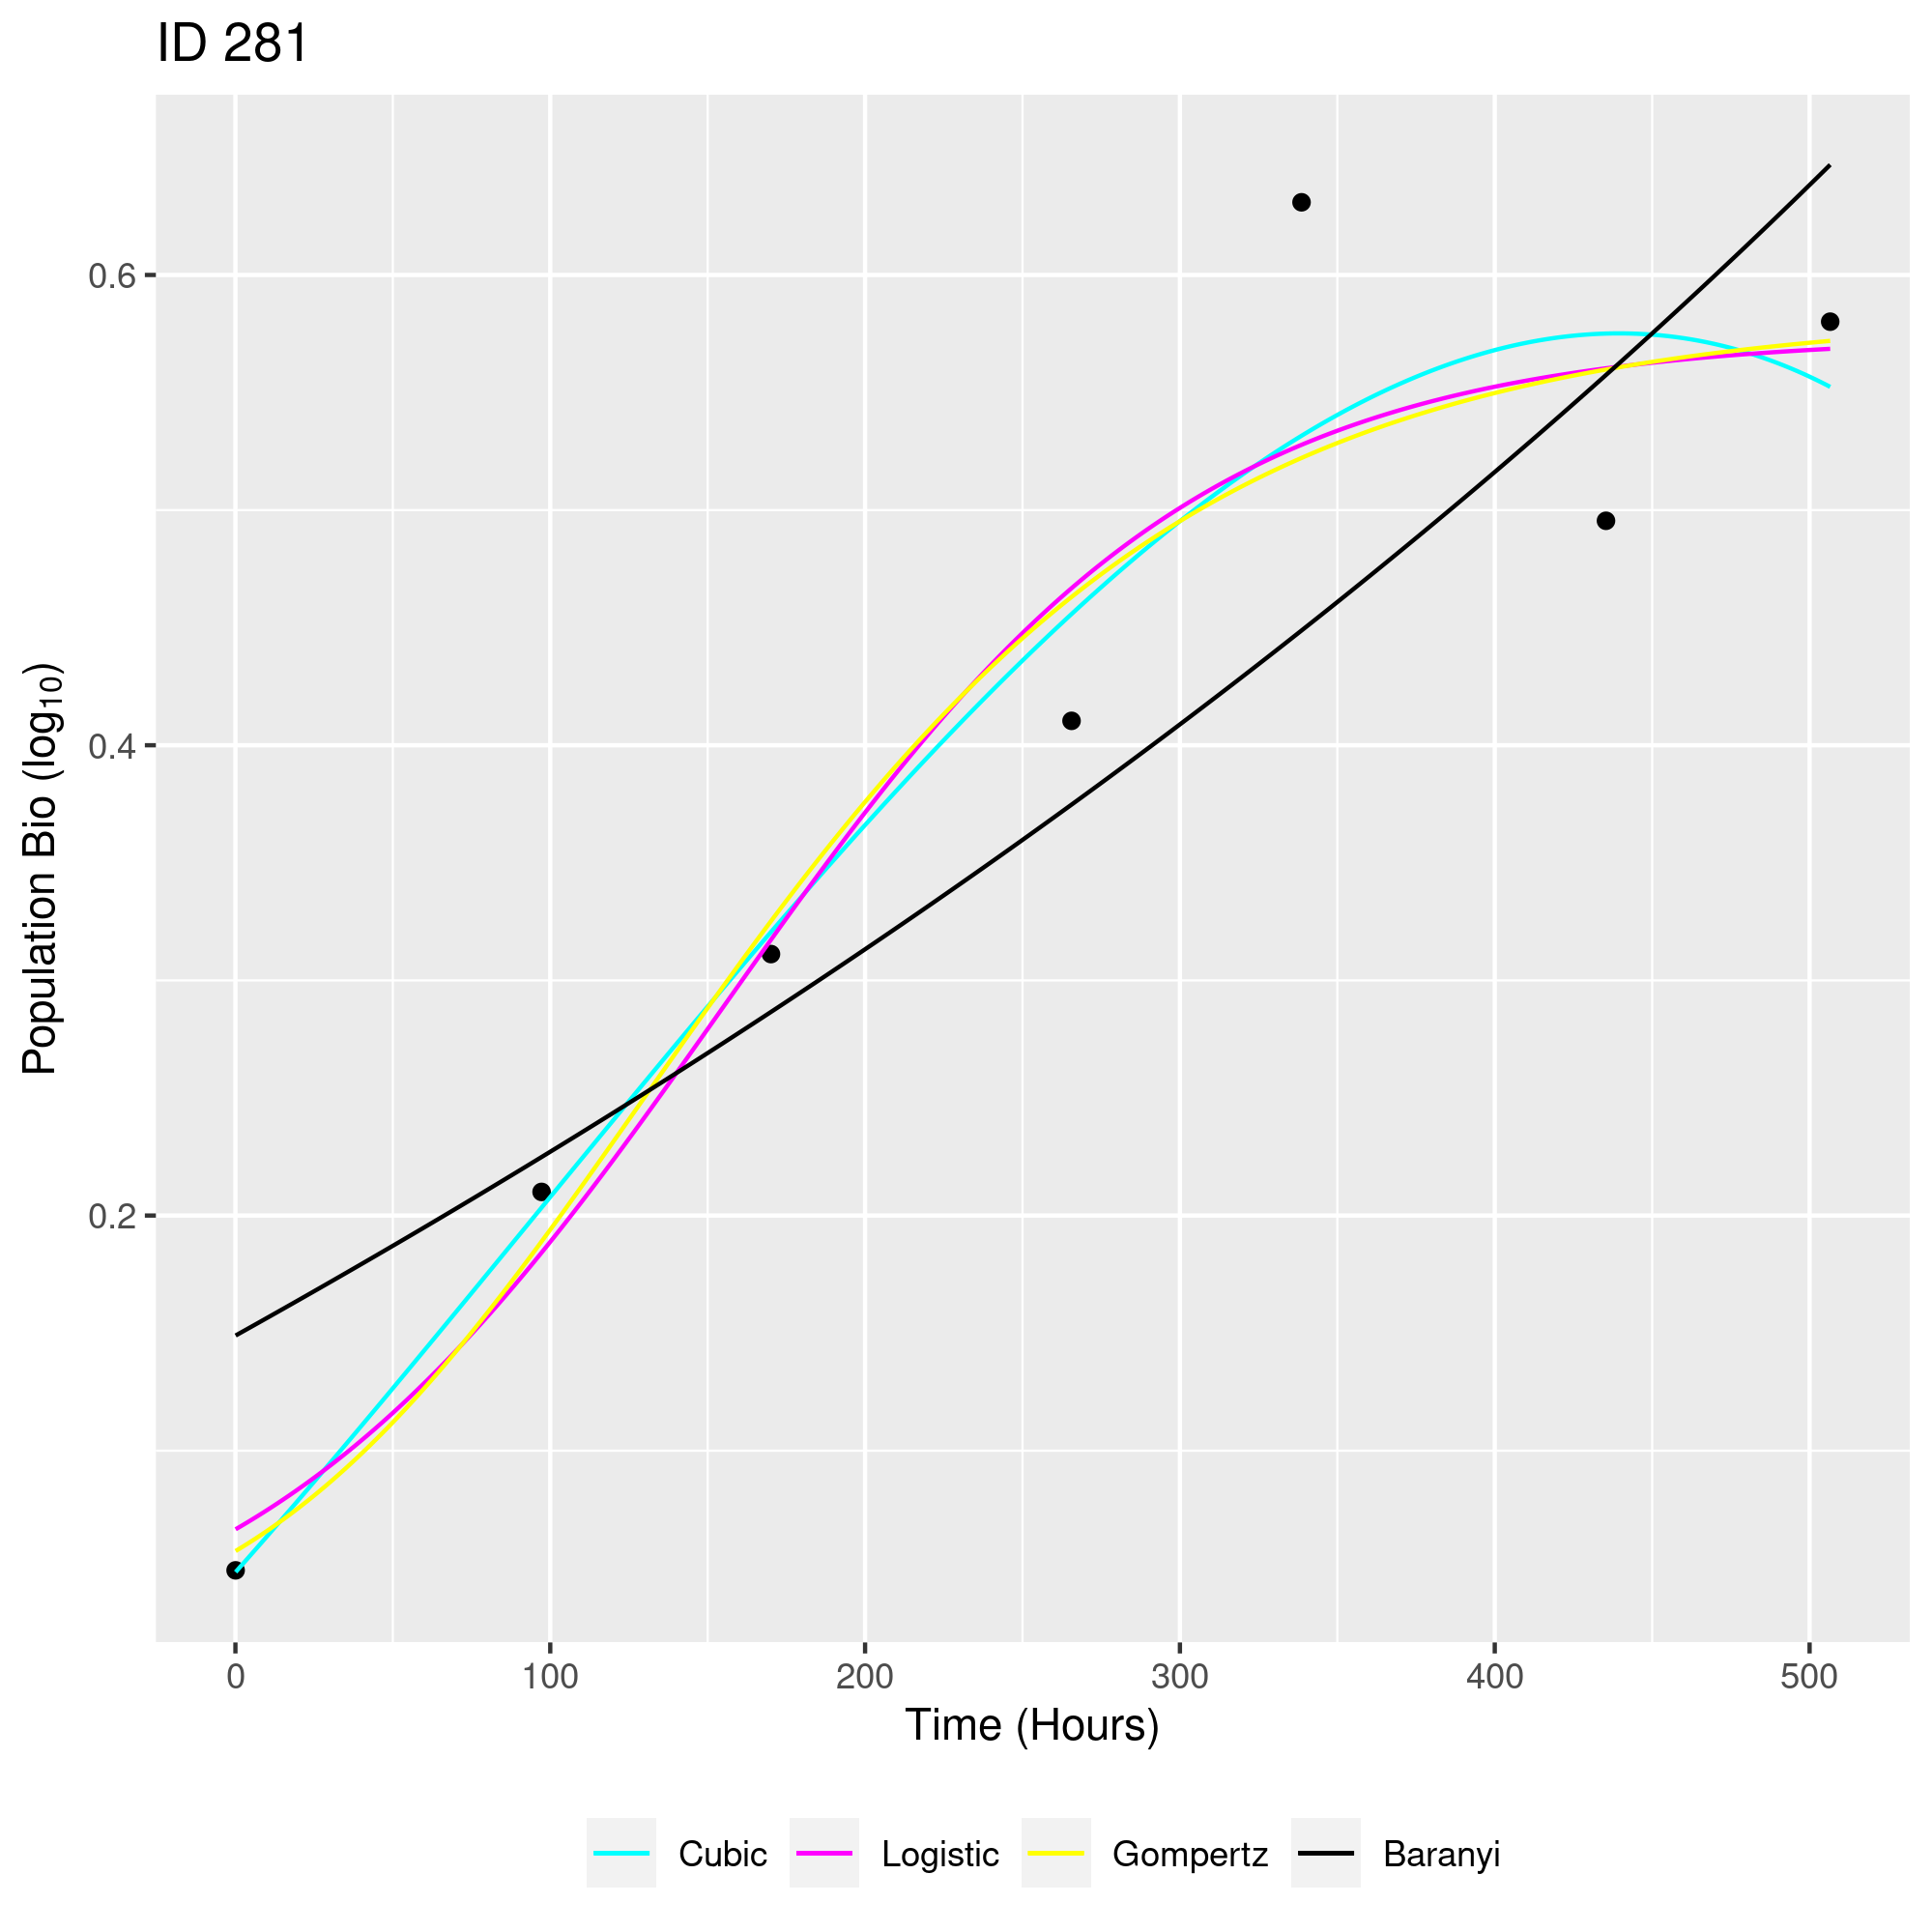 ID 281
Population Bio (log₁₀)
0.6
0.4
0.2
0 100 200 300 400 500
Time (Hours)
Cubic Logistic Gompertz Baranyi